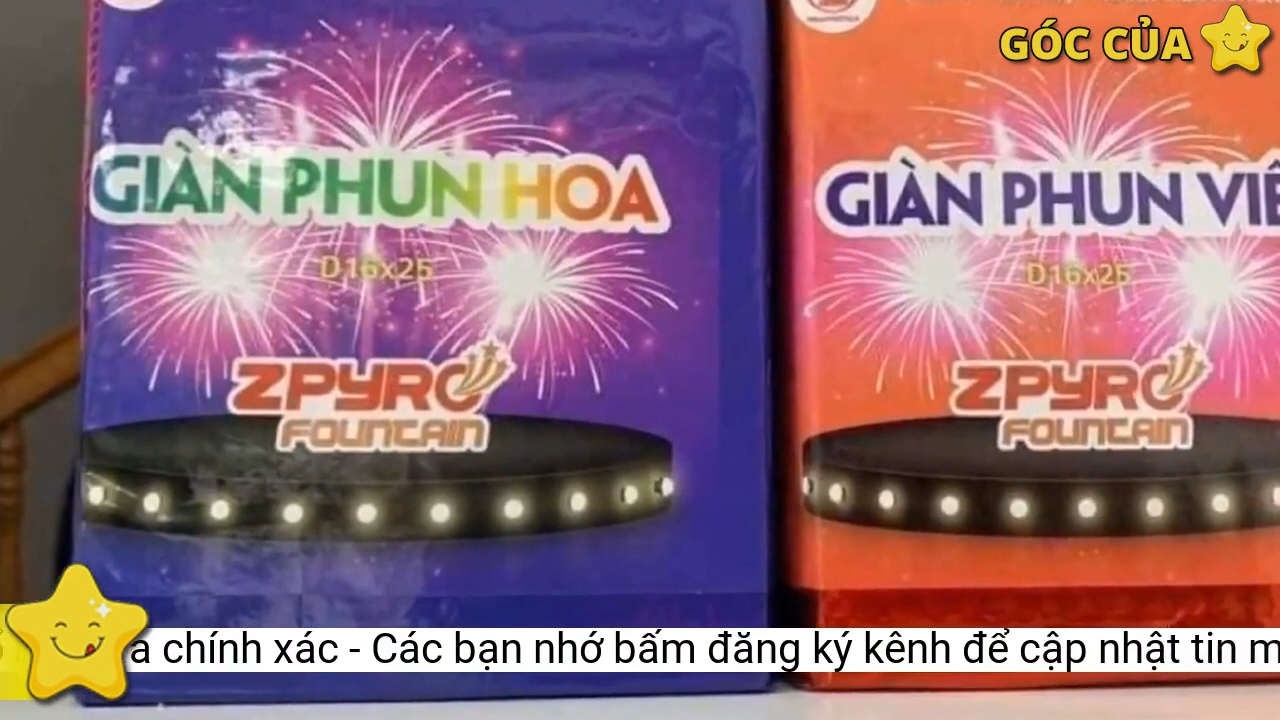 GÓC CỦA
GIÀN PHUN HOA
D16x25
ZPYRO
FOUNTAIN
GIÀN PHUN VIÊ
D16x25
ZPYRO
FOUNTAIN
a chính xác - Các bạn nhớ bấm đăng ký kênh để cập nhật tin m